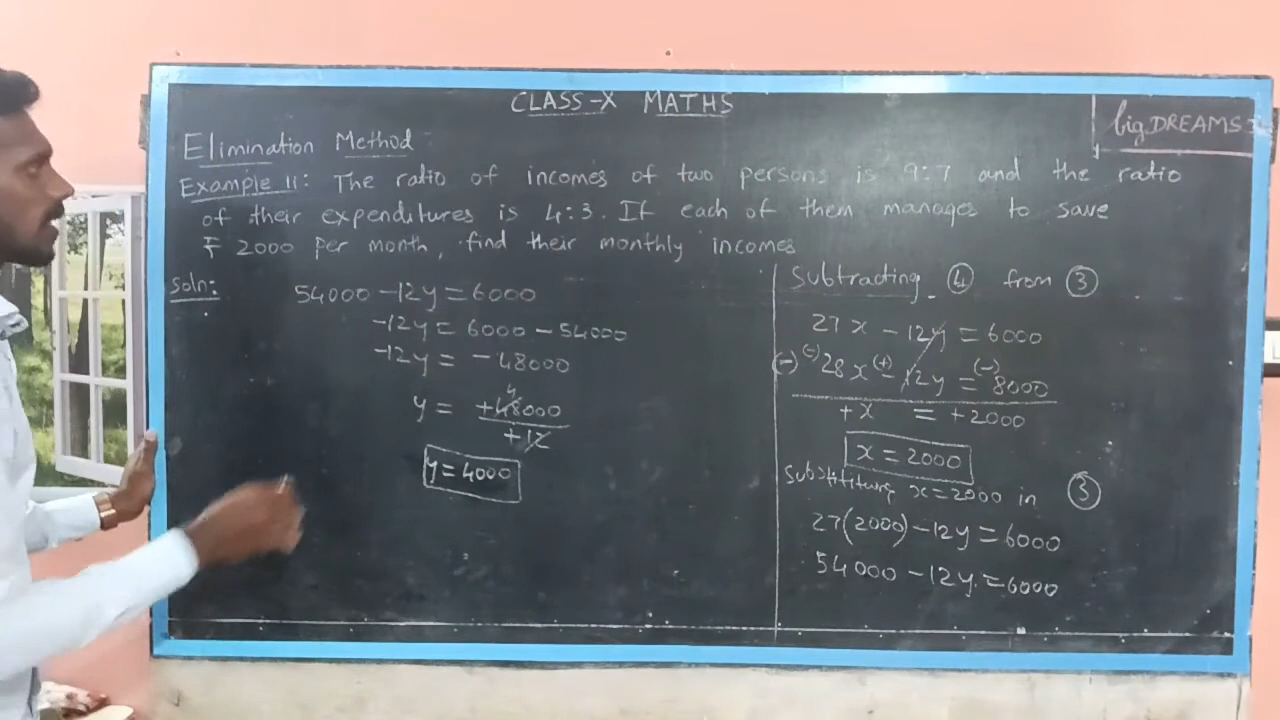 CLASS-X MATHS
big.DREAMS
Elimination Method:
Example 11: The ratio of incomes of two persons is 9:7 and the ratio
of their expenditures is 4:3. If each of them manages to save
₹ 2000 per month, find their monthly incomes
Soln:
54000 - 12y = 6000
-12y = 6000 - 54000
-12y = -48000
y = +48000 / +12
4
y = 4000
Subtracting ④ from ③
27x - 12y = 6000
(-) (-) 28x (+) - 12y = (-) 8000
+x = +2000
x = 2000
Substituting x = 2000 in ③
27(2000) - 12y = 6000
54000 - 12y = 6000